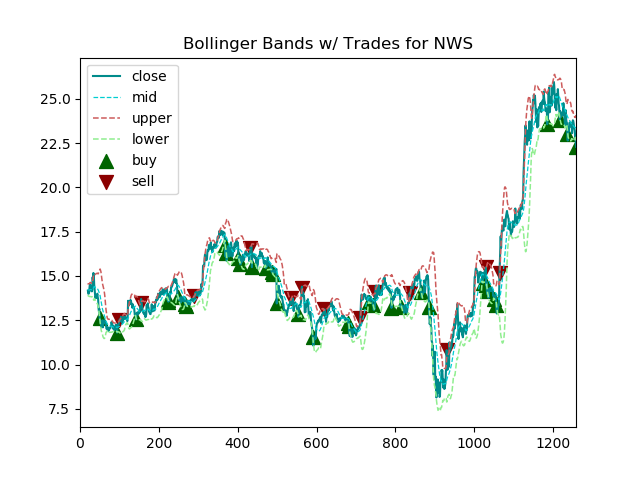 Bollinger Bands w/ Trades for NWS
close
mid
upper
lower
buy
sell
25.0
22.5
20.0
17.5
15.0
12.5
10.0
7.5
0 200 400 600 800 1000 1200